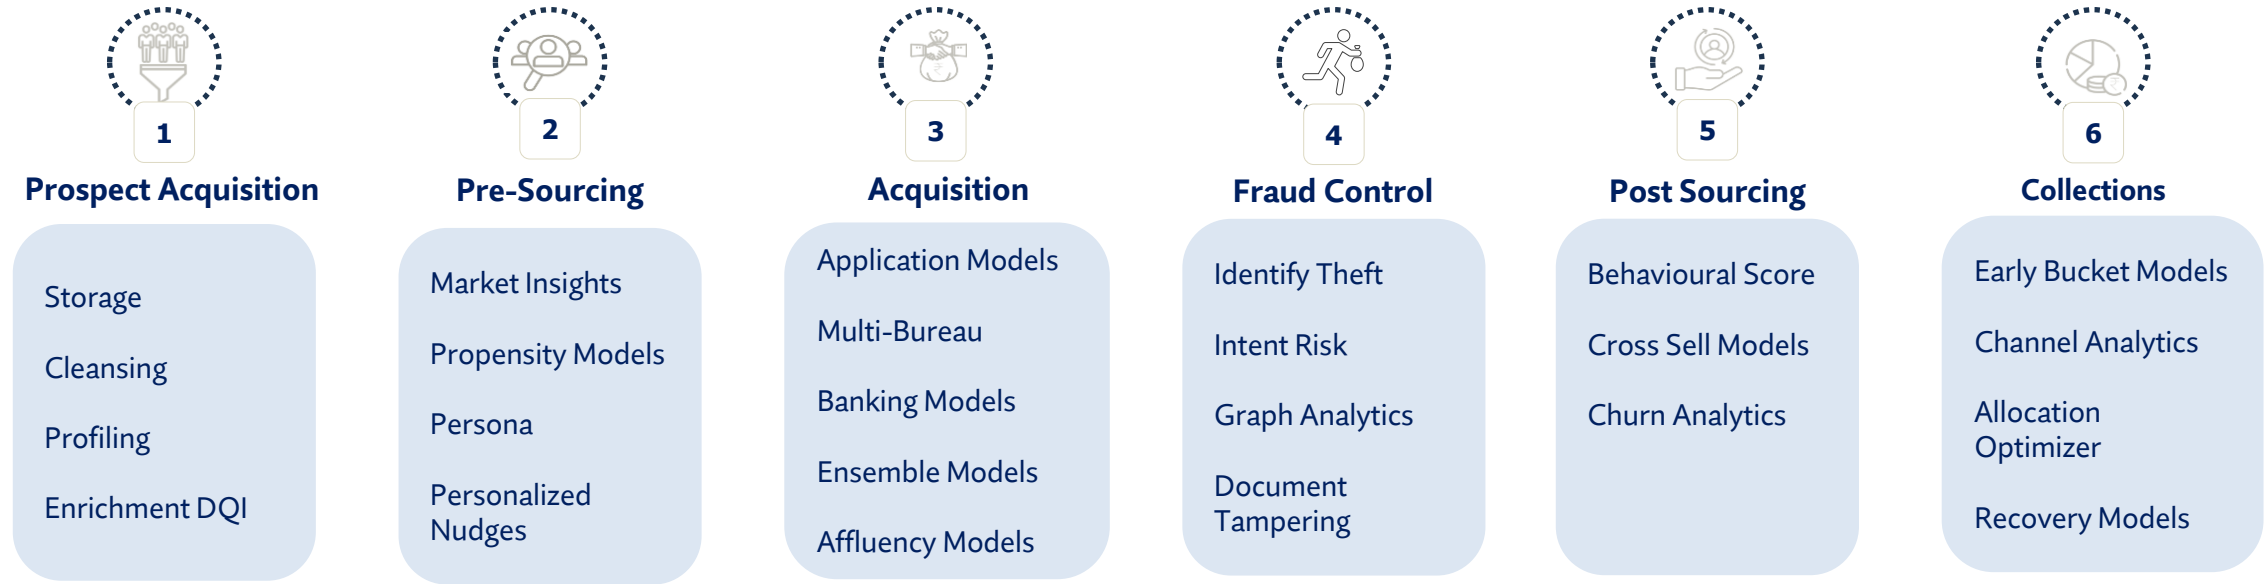 1
Prospect Acquisition
Storage
Cleansing
Profiling
Enrichment DQI
2
Pre-Sourcing
Market Insights
Propensity Models
Persona
Personalized
Nudges
3
Acquisition
Application Models
Multi-Bureau
Banking Models
Ensemble Models
Affluency Models
4
Fraud Control
Identify Theft
Intent Risk
Graph Analytics
Document
Tampering
5
Post Sourcing
Behavioural Score
Cross Sell Models
Churn Analytics
6
Collections
Early Bucket Models
Channel Analytics
Allocation
Optimizer
Recovery Models